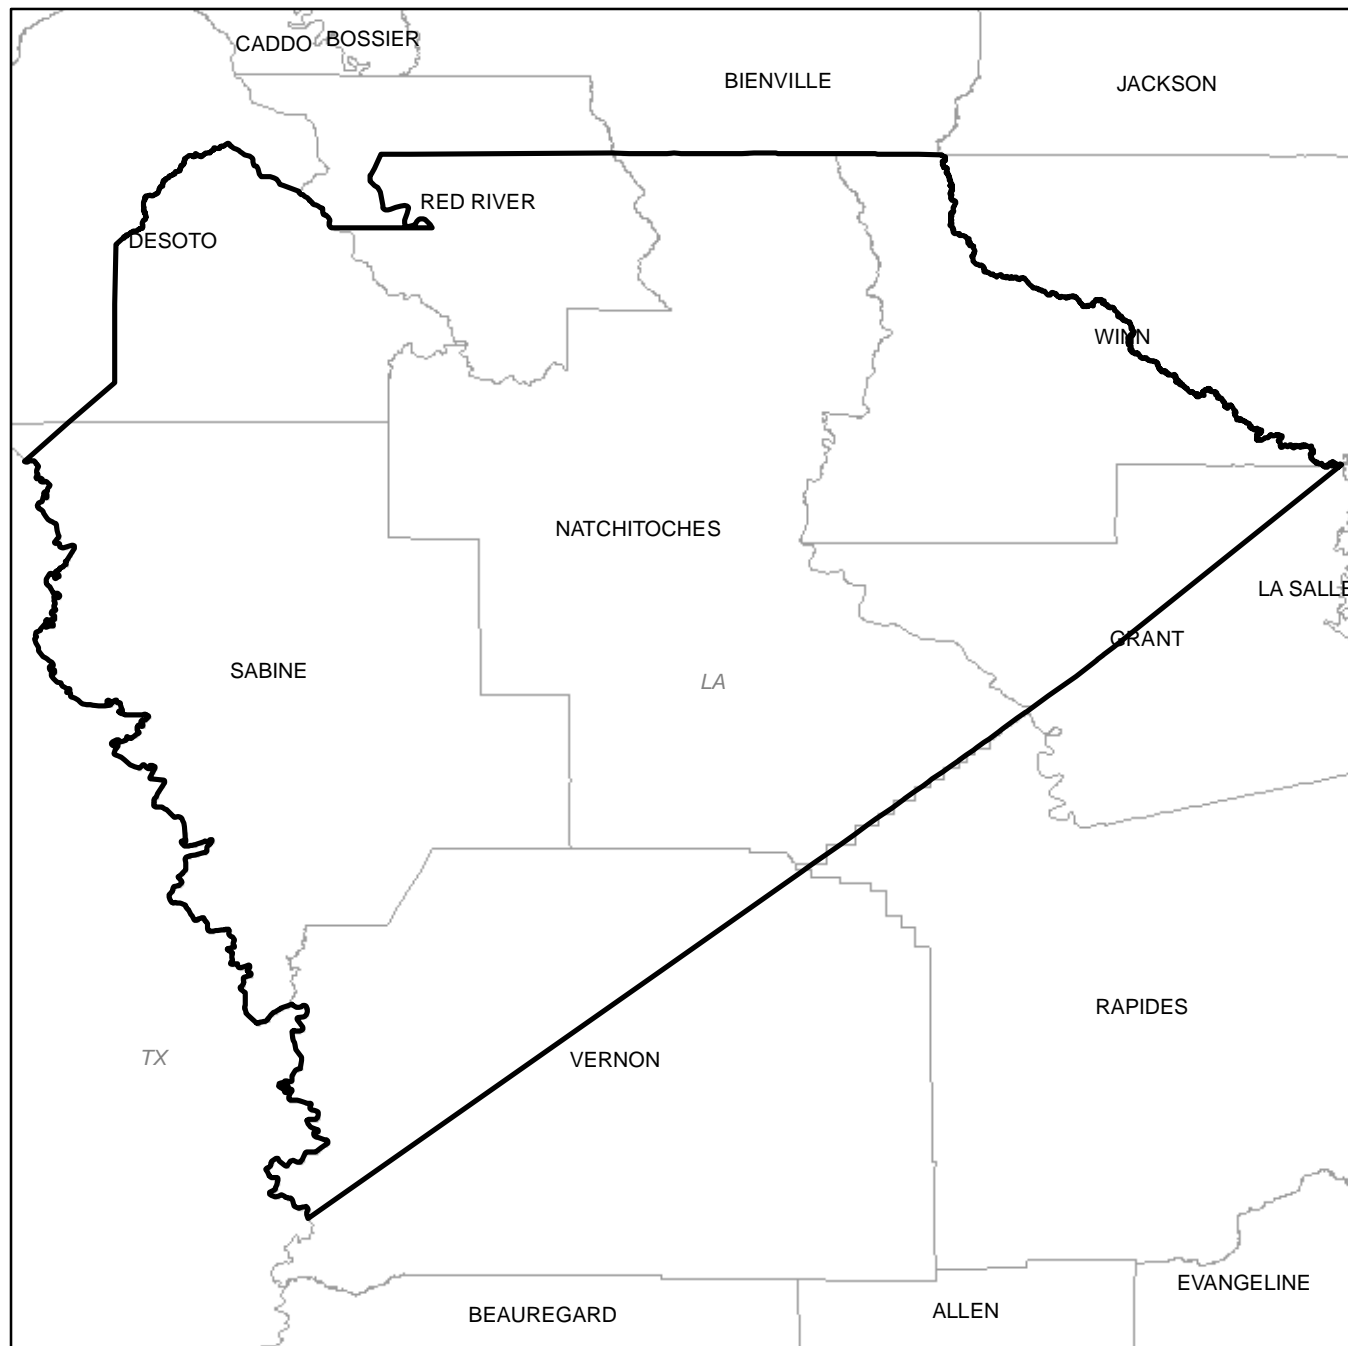 CADDO
BOSSIER
BIENVILLE
JACKSON
RED RIVER
DESOTO
WINN
NATCHITOCHES
LA SALLE
GRANT
SABINE
LA
RAPIDES
TX
VERNON
EVANGELINE
BEAUREGARD
ALLEN